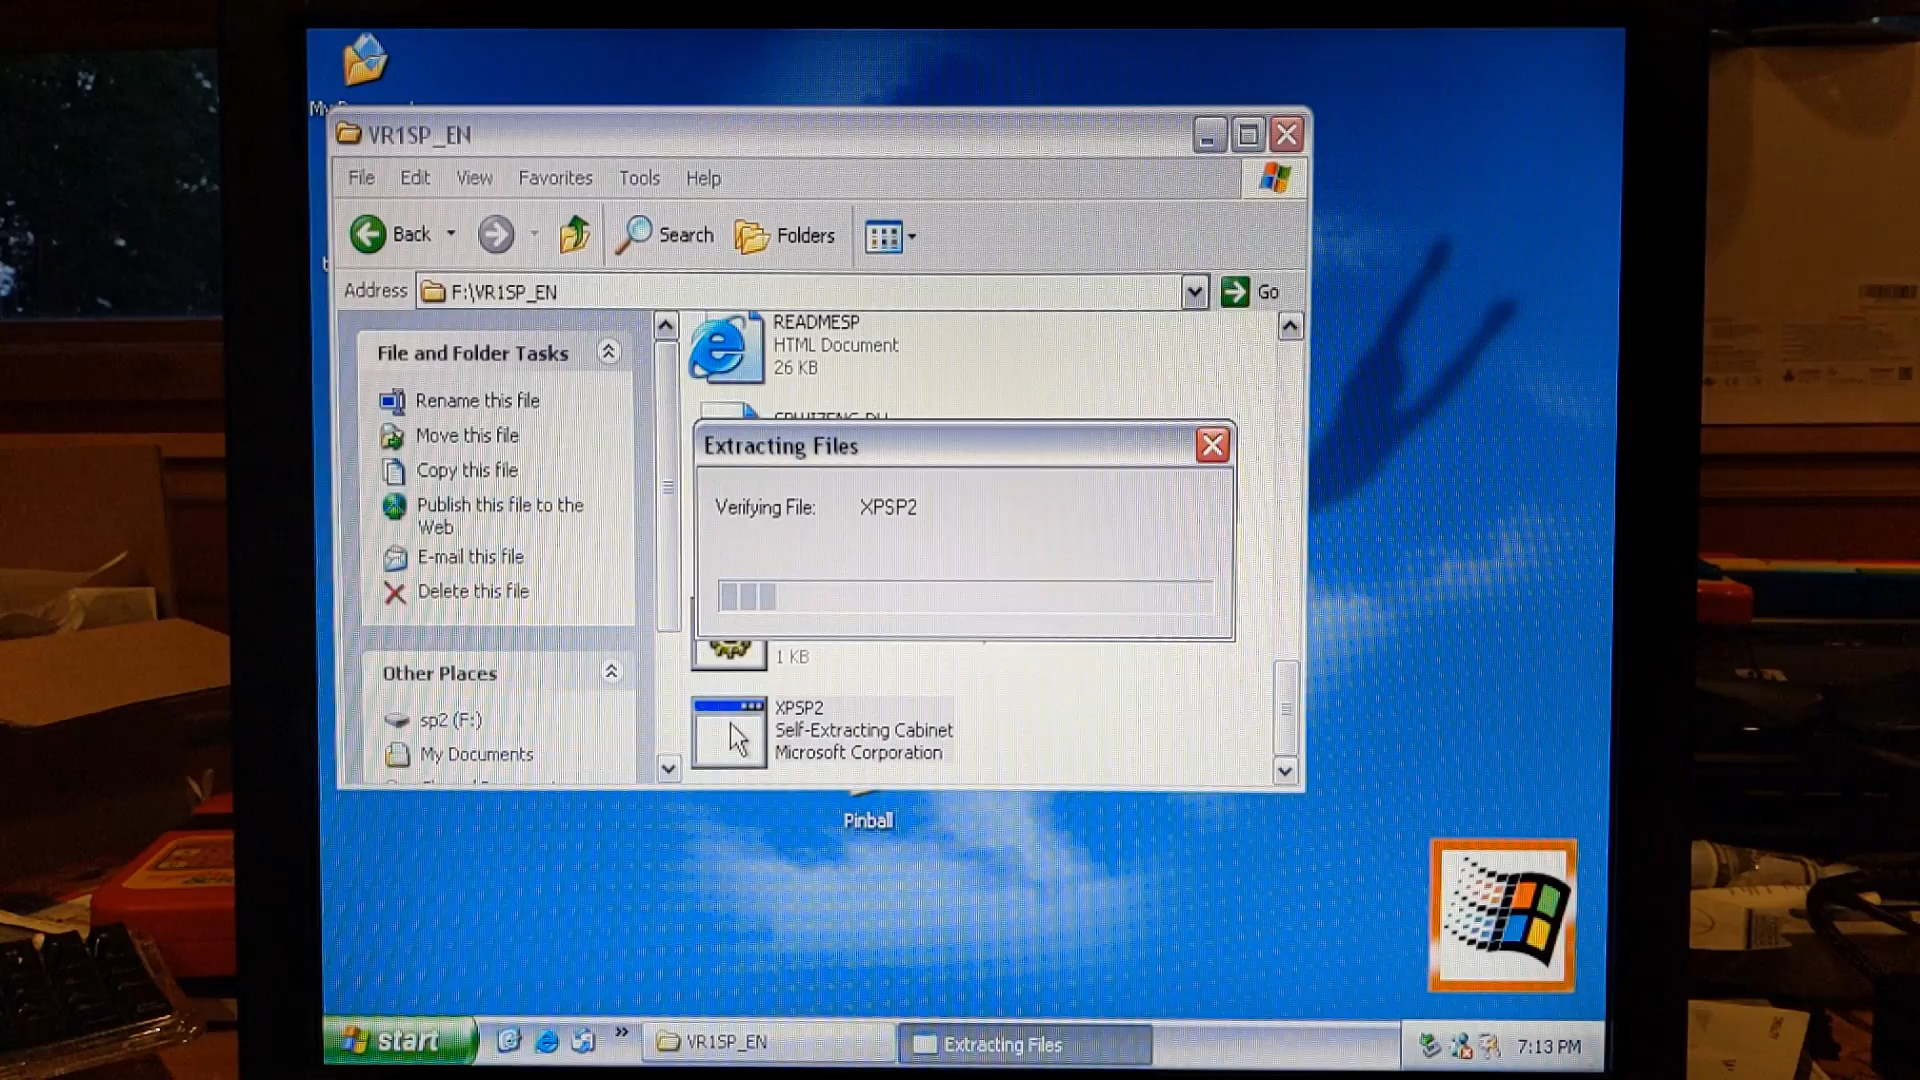 VR1SP_EN
File Edit View Favorites Tools Help
Back Search Folders
Address F:\VR1SP_EN Go
File and Folder Tasks
Rename this file
Move this file
Copy this file
Publish this file to the
Web
E-mail this file
Delete this file
Other Places
sp2 (F:)
My Documents
READMESP
HTML Document
26 KB
Extracting Files
Verifying File: XPSP2
1 KB
XPSP2
Self-Extracting Cabinet
Microsoft Corporation
Pinball
start VR1SP_EN Extracting Files 7:13 PM